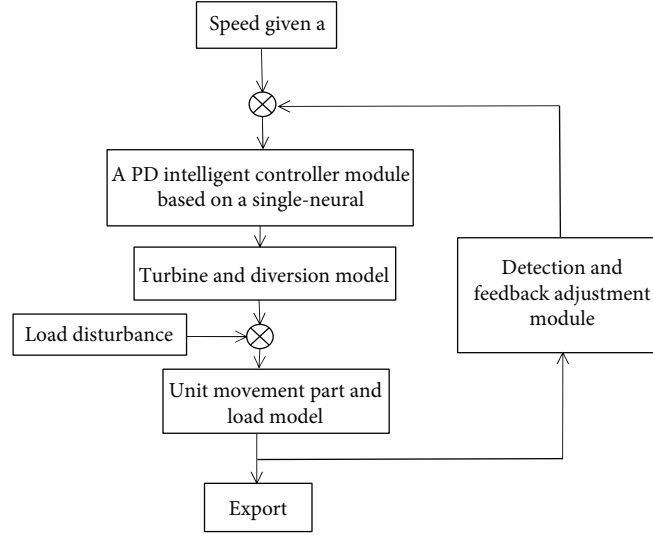 Speed given a
A PD intelligent controller module
based on a single-neural
Turbine and diversion model
Detection and
feedback adjustment
module
Load disturbance
Unit movement part and
load model
Export